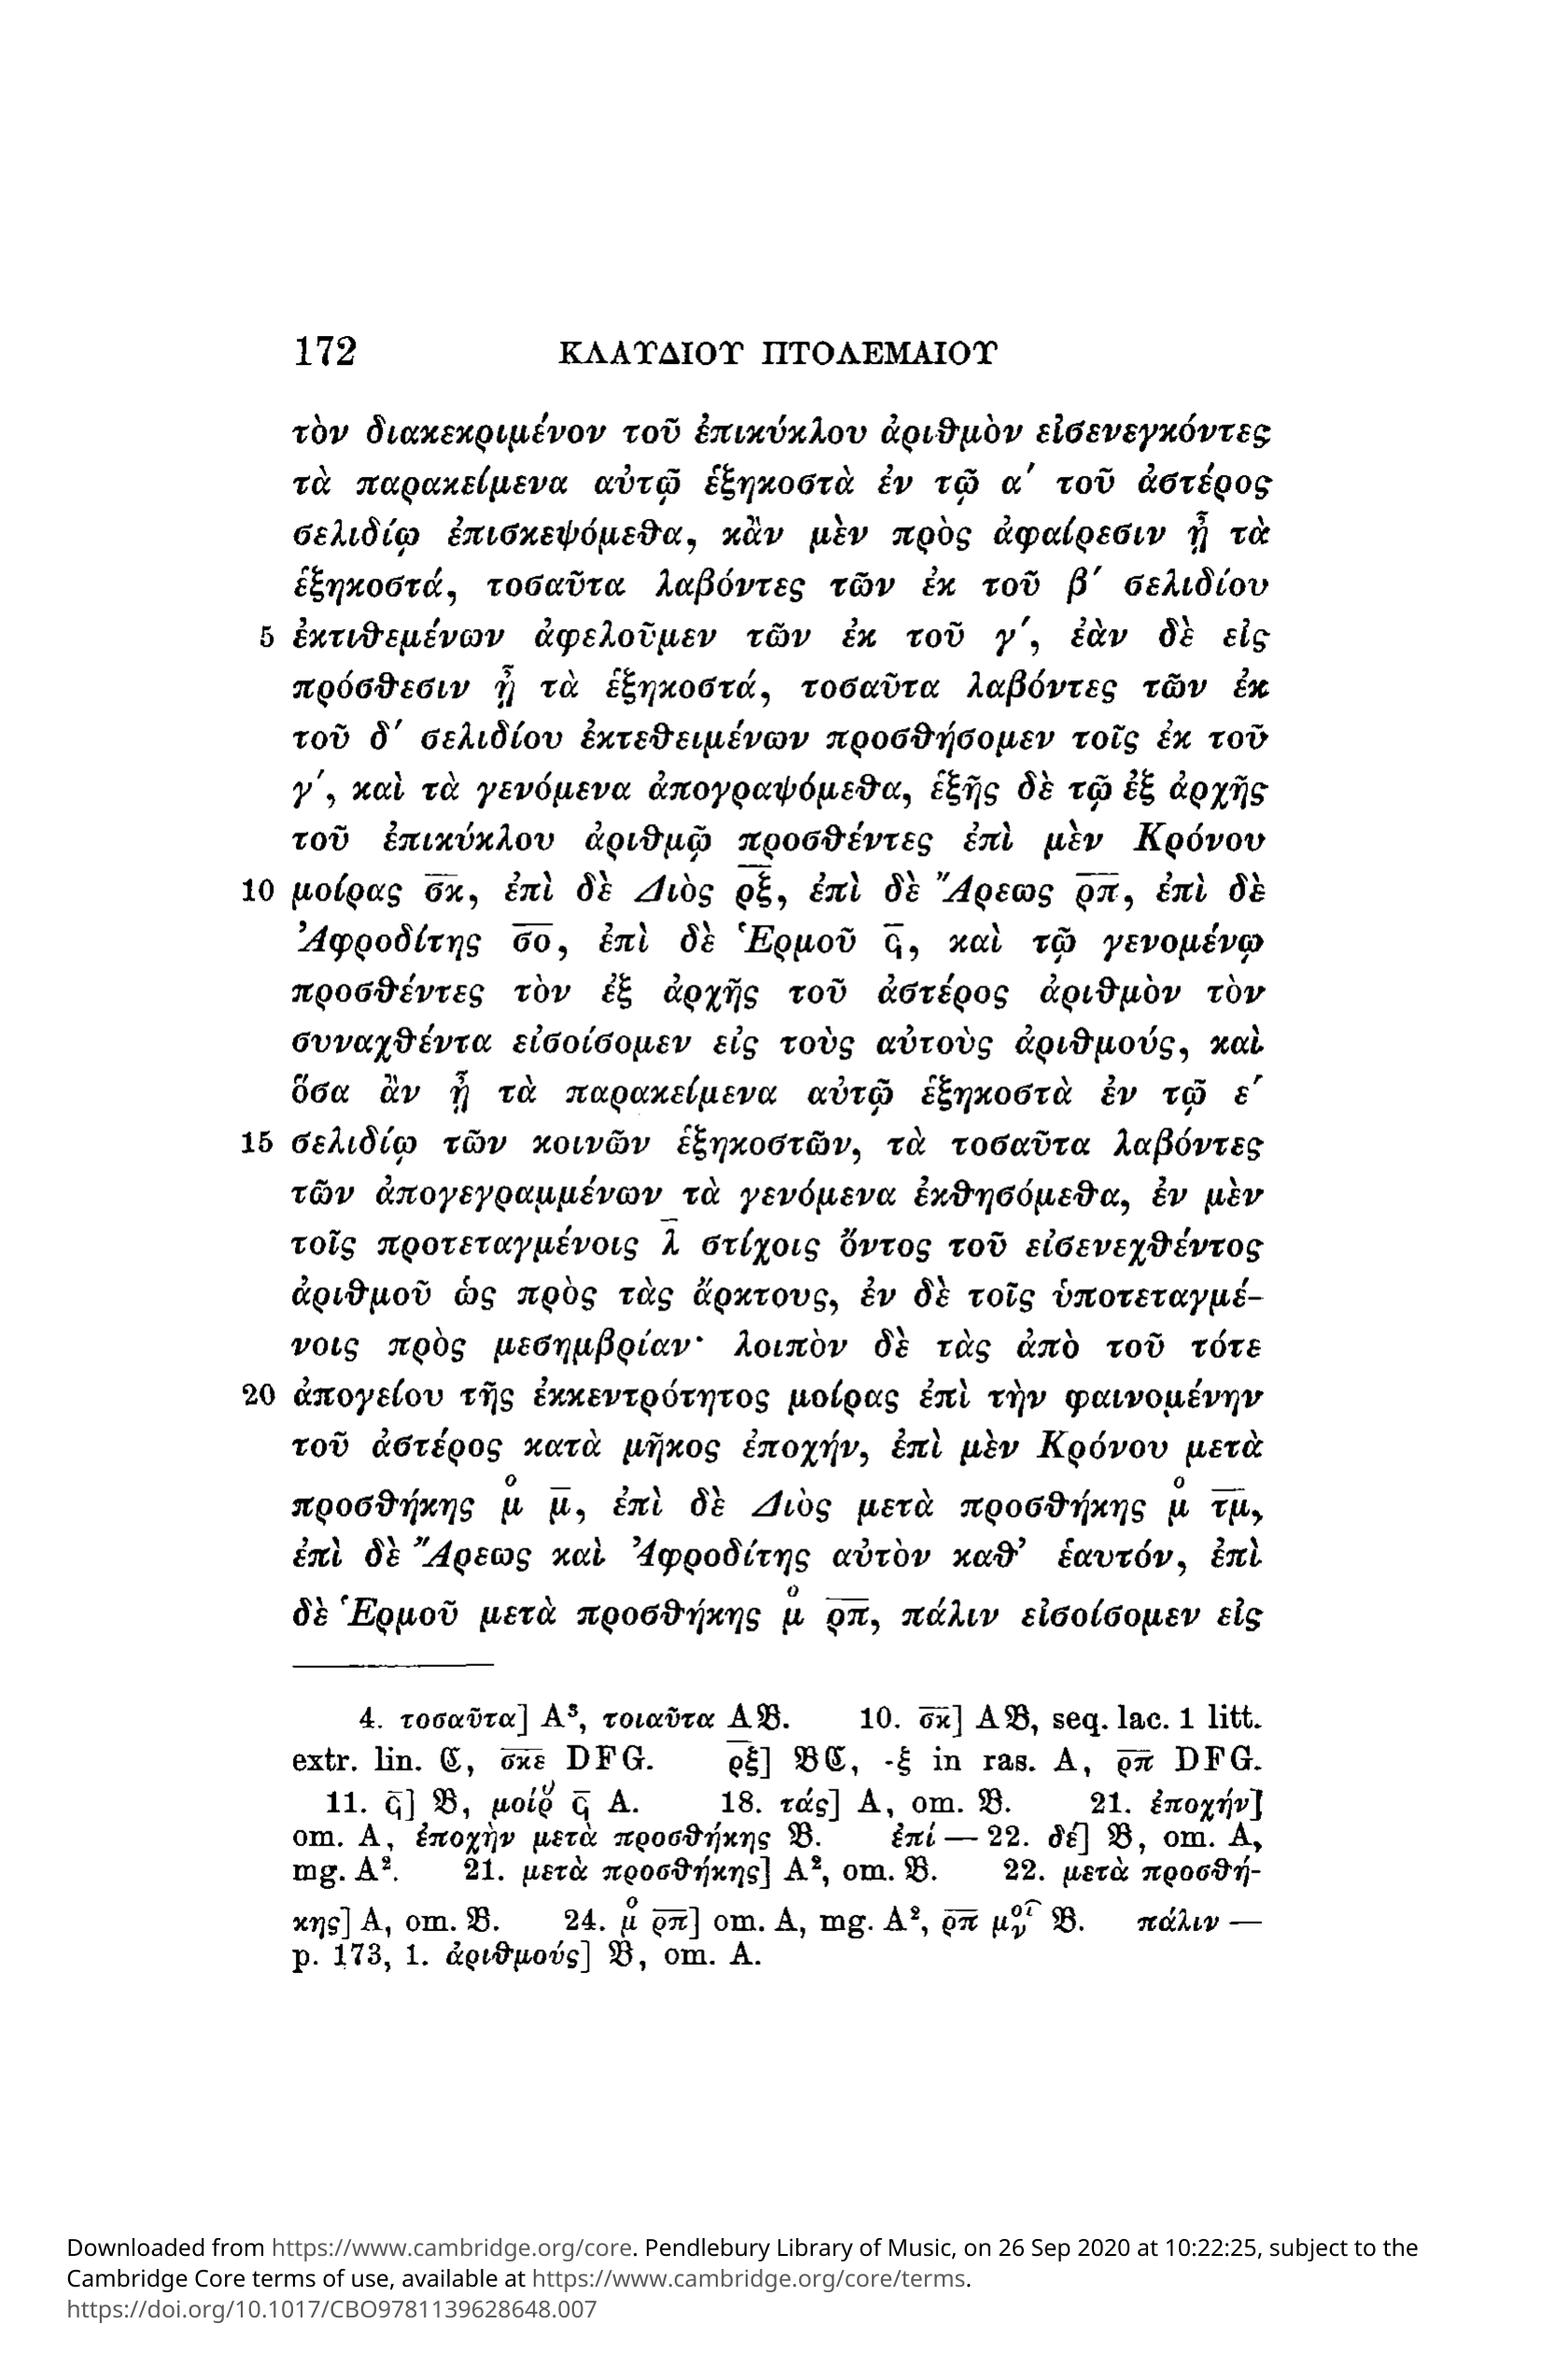 172 ΚΛΑΥΔΙΟΥ ΠΤΟΛΕΜΑΙΟΥ
τὸν διακεκριμένον τοῦ ἐπικύκλου ἀριθμὸν εἰσενεγκόντες
τὰ παρακείμενα αὐτῷ ἑξηκοστὰ ἐν τῷ α′ τοῦ ἀστέρος
σελιδίῳ ἐπισκεψόμεθα, κἂν μὲν πρὸς ἀφαίρεσιν ᾖ τὰ
ἑξηκοστά, τοσαῦτα λαβόντες τῶν ἐκ τοῦ β′ σελιδίου
5 ἐκτιθεμένων ἀφελοῦμεν τῶν ἐκ τοῦ γ′, ἐὰν δὲ εἰς
πρόσθεσιν ᾖ τὰ ἑξηκοστά, τοσαῦτα λαβόντες τῶν ἐκ
τοῦ δ′ σελιδίου ἐκτεθειμένων προσθήσομεν τοῖς ἐκ τοῦ
γ′, καὶ τὰ γενόμενα ἀπογραψόμεθα, ἑξῆς δὲ τῷ ἐξ ἀρχῆς
τοῦ ἐπικύκλου ἀριθμῷ προσθέντες ἐπὶ μὲν Κρόνου
10 μοίρας σ̅κ̅, ἐπὶ δὲ Διὸς ρ̅ξ̅, ἐπὶ δὲ Ἄρεως ρ̅π̅, ἐπὶ δὲ
Ἀφροδίτης σ̅ο̅, ἐπὶ δὲ Ἑρμοῦ ϟ̅, καὶ τῷ γενομένῳ
προσθέντες τὸν ἐξ ἀρχῆς τοῦ ἀστέρος ἀριθμὸν τὸν
συναχθέντα εἰσοίσομεν εἰς τοὺς αὐτοὺς ἀριθμούς, καὶ
ὅσα ἂν ᾖ τὰ παρακείμενα αὐτῷ ἑξηκοστὰ ἐν τῷ ε′
15 σελιδίῳ τῶν κοινῶν ἑξηκοστῶν, τὰ τοσαῦτα λαβόντες
τῶν ἀπογεγραμμένων τὰ γενόμενα ἐκθησόμεθα, ἐν μὲν
τοῖς προτεταγμένοις λ̅ στίχοις ὄντος τοῦ εἰσενεχθέντος
ἀριθμοῦ ὡς πρὸς τὰς ἄρκτους, ἐν δὲ τοῖς ὑποτεταγμέ-
νοις πρὸς μεσημβρίαν· λοιπὸν δὲ τὰς ἀπὸ τοῦ τότε
20 ἀπογείου τῆς ἐκκεντρότητος μοίρας ἐπὶ τὴν φαινομένην
τοῦ ἀστέρος κατὰ μῆκος ἐποχήν, ἐπὶ μὲν Κρόνου μετὰ
προσθήκης μͦ μ̅, ἐπὶ δὲ Διὸς μετὰ προσθήκης μͦ τ̅μ̅,
ἐπὶ δὲ Ἄρεως καὶ Ἀφροδίτης αὐτὸν καθ’ ἑαυτόν, ἐπὶ
δὲ Ἑρμοῦ μετὰ προσθήκης μͦ ρ̅π̅, πάλιν εἰσοίσομεν εἰς
4. τοσαῦτα] A³, τοιαῦτα A𝔅. 10. σ̅κ̅] A𝔅, seq. lac. 1 litt.
extr. lin. ℭ, σ̅κ̅ε̅ DFG. ρ̅ξ̅] 𝔅ℭ, -ξ in ras. A, ρ̅π̅ DFG.
11. ϟ̅] 𝔅, μοίρ ϟ̅ A. 18. τάς] A, om. 𝔅. 21. ἐποχήν]
om. A, ἐποχὴν μετὰ προσθήκης 𝔅. ἐπί — 22. δέ] 𝔅, om. A,
mg. A². 21. μετὰ προσθήκης] A², om. 𝔅. 22. μετὰ προσθή-
κης] A, om. 𝔅. 24. μͦ ρ̅π̅] om. A, mg. A², ρ̅π̅ 𝔅. πάλιν —
p. 173, 1. ἀριθμούς] 𝔅, om. A.
Downloaded from https://www.cambridge.org/core. Pendlebury Library of Music, on 26 Sep 2020 at 10:22:25, subject to the
Cambridge Core terms of use, available at https://www.cambridge.org/core/terms.
https://doi.org/10.1017/CBO9781139628648.007